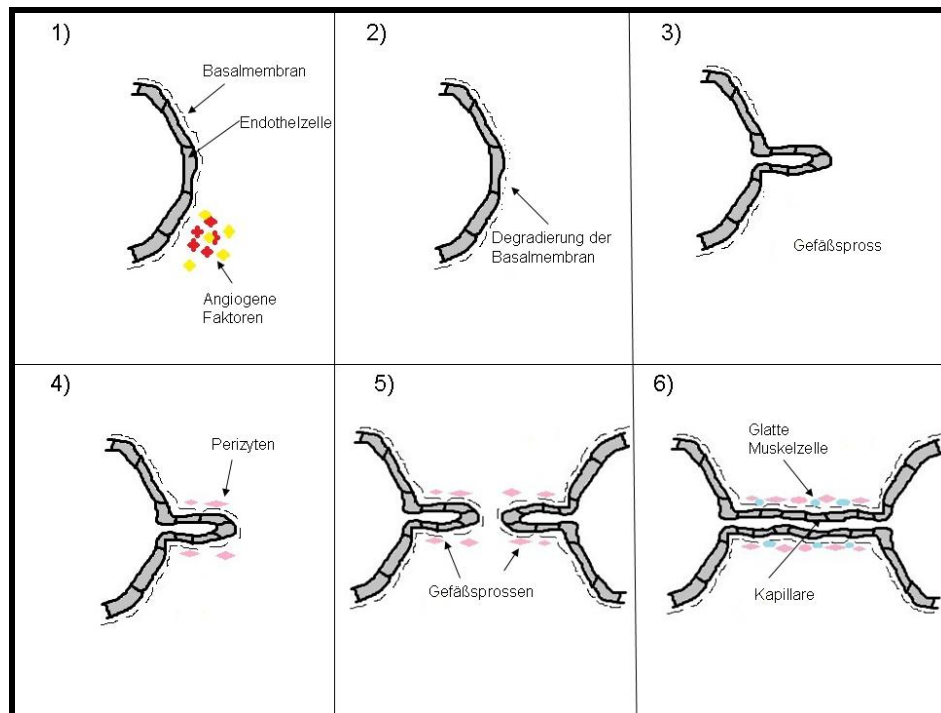 1)
Basalmembran
Endothelzelle
Angiogene
Faktoren
2)
Degradierung der
Basalmembran
3)
Gefäßspross
4)
Perizyten
5)
Gefäßsprossen
6)
Glatte
Muskelzelle
Kapillare